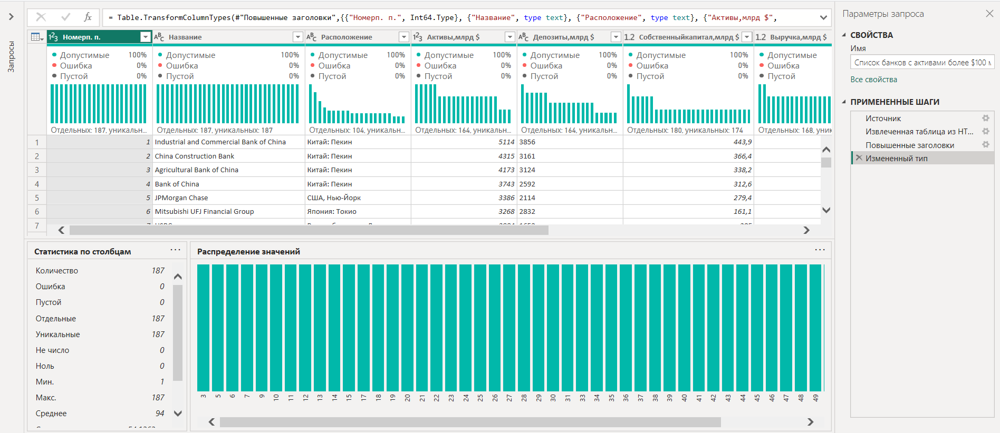 Запросы
fx
= Table.TransformColumnTypes(#"Повышенные заголовки",{{"Номерп. п.", Int64.Type}, {"Название", type text}, {"Расположение", type text}, {"Активы,млрд $",
1²3 Номерп. п. ABC Название ABC Расположение 1²3 Активы,млрд $ ABC Депозиты,млрд $ 1.2 Собственныйкапитал,млрд $ 1.2 Выручка,млрд $
Допустимые 100% Допустимые 100% Допустимые 100% Допустимые 100% Допустимые 100% Допустимые 100% Допустимые
Ошибка 0% Ошибка 0% Ошибка 0% Ошибка 0% Ошибка 0% Ошибка 0% Ошибка
Пустой 0% Пустой 0% Пустой 0% Пустой 0% Пустой 0% Пустой 0% Пустой
Отдельных: 187, уникальн... Отдельных: 187, уникальных: 187 Отдельных: 104, уникальн... Отдельных: 164, уникальн... Отдельных: 164, уникальн... Отдельных: 180, уникальных: 174 Отдельных: 168, уник
1 1 Industrial and Commercial Bank of China Китай: Пекин 5114 3856 443,9
2 2 China Construction Bank Китай: Пекин 4315 3161 366,4
3 3 Agricultural Bank of China Китай: Пекин 4173 3124 338,2
4 4 Bank of China Китай: Пекин 3743 2592 312,6
5 5 JPMorgan Chase США, Нью-Йорк 3386 2114 279,4
6 6 Mitsubishi UFJ Financial Group Япония: Токио 3268 2832 161,1
7
Статистика по столбцам ...
Количество 187
Ошибка 0
Пустой 0
Отдельные 187
Уникальные 187
Не число 0
Ноль 0
Мин. 1
Макс. 187
Среднее 94
Распределение значений ...
3 5 6 7 9 10 11 12 13 14 15 17 18 19 20 21 22 23 24 25 26 27 28 29 30 31 33 34 35 36 37 38 39 40 41 42 43 44 45 46 47 48 49
Параметры запроса
СВОЙСТВА
Имя
Список банков с активами более $100 м
Все свойства
ПРИМЕНЕННЫЕ ШАГИ
Источник
Извлеченная таблица из HT...
Повышенные заголовки
Измененный тип